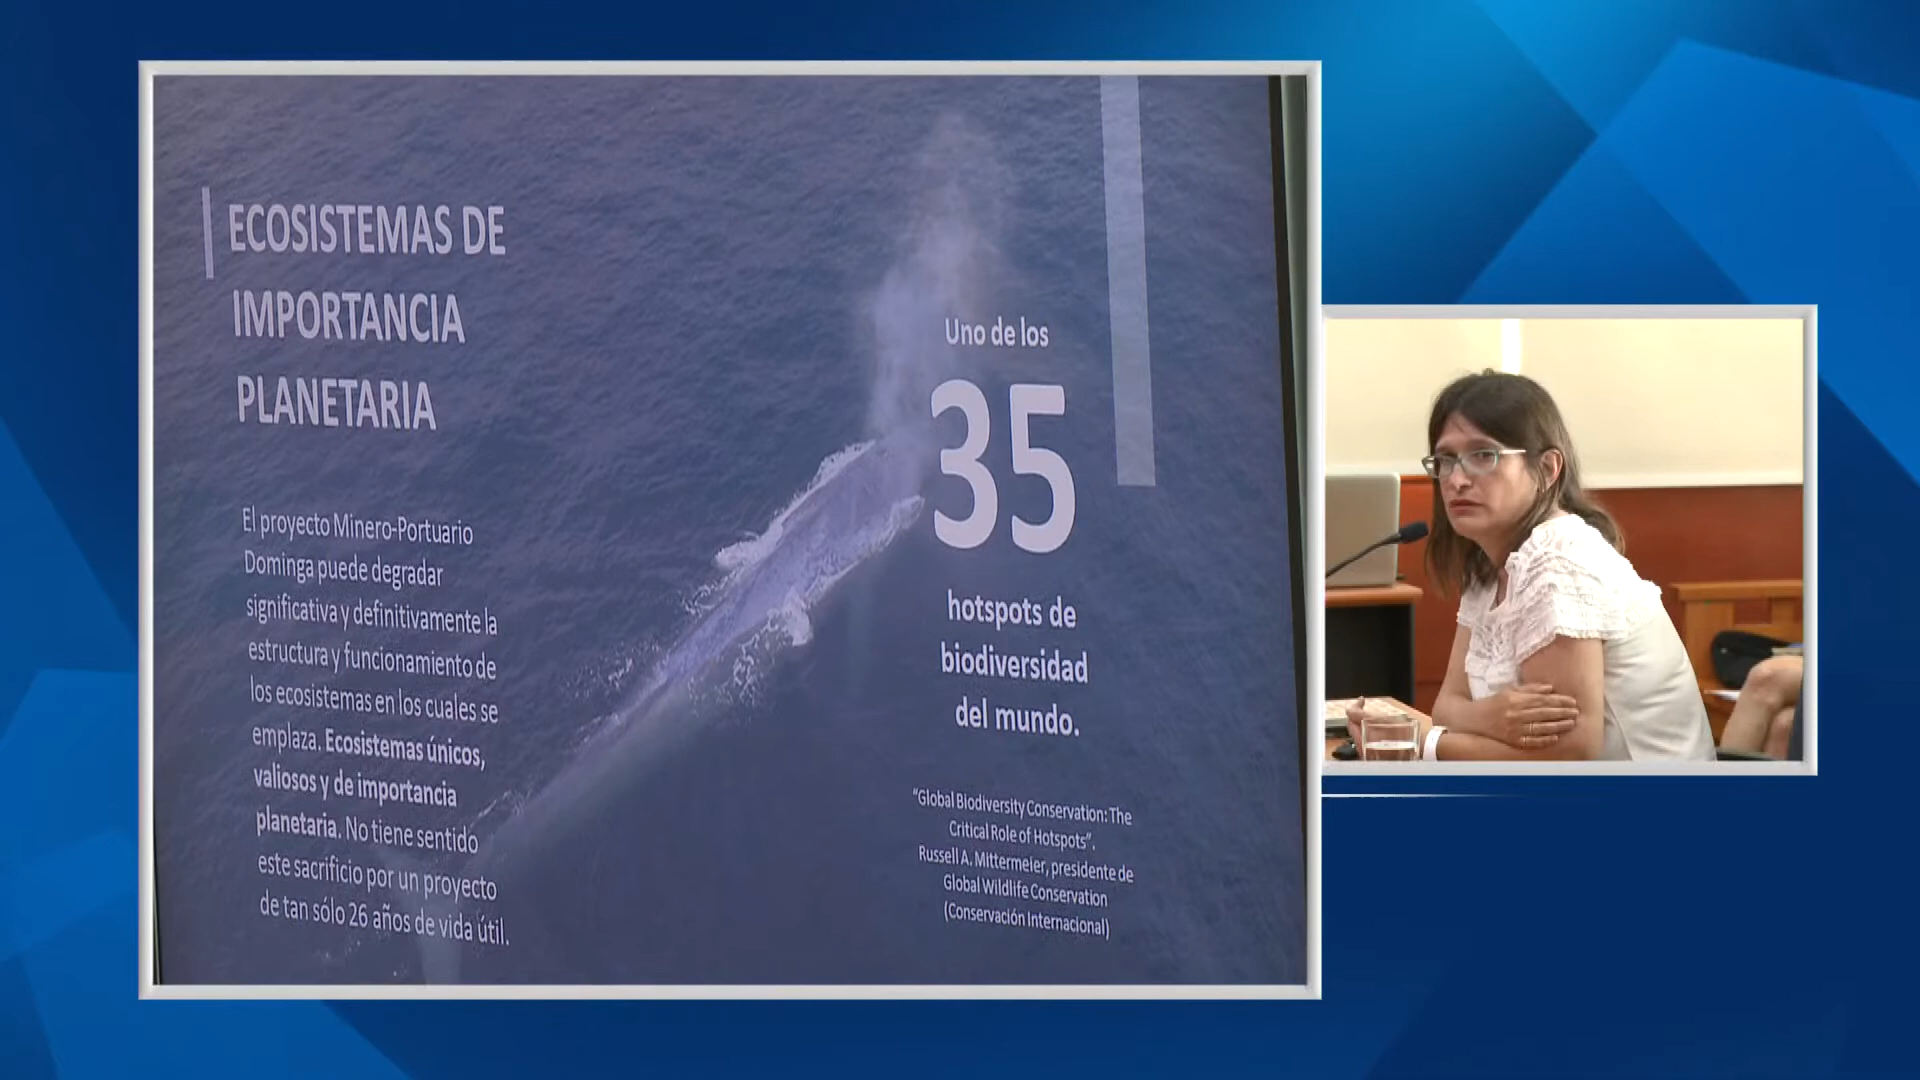 ECOSISTEMAS DE
IMPORTANCIA
PLANETARIA
El proyecto Minero-Portuario
Dominga puede degradar
significativa y definitivamente la
estructura y funcionamiento de
los ecosistemas en los cuales se
emplaza. Ecosistemas únicos,
valiosos y de importancia
planetaria. No tiene sentido
este sacrificio por un proyecto
de tan sólo 26 años de vida útil.
Uno de los
35
hotspots de
biodiversidad
del mundo.
"Global Biodiversity Conservation: The
Critical Role of Hotspots".
Russell A. Mittermeier, presidente de
Global Wildlife Conservation
(Conservación Internacional)